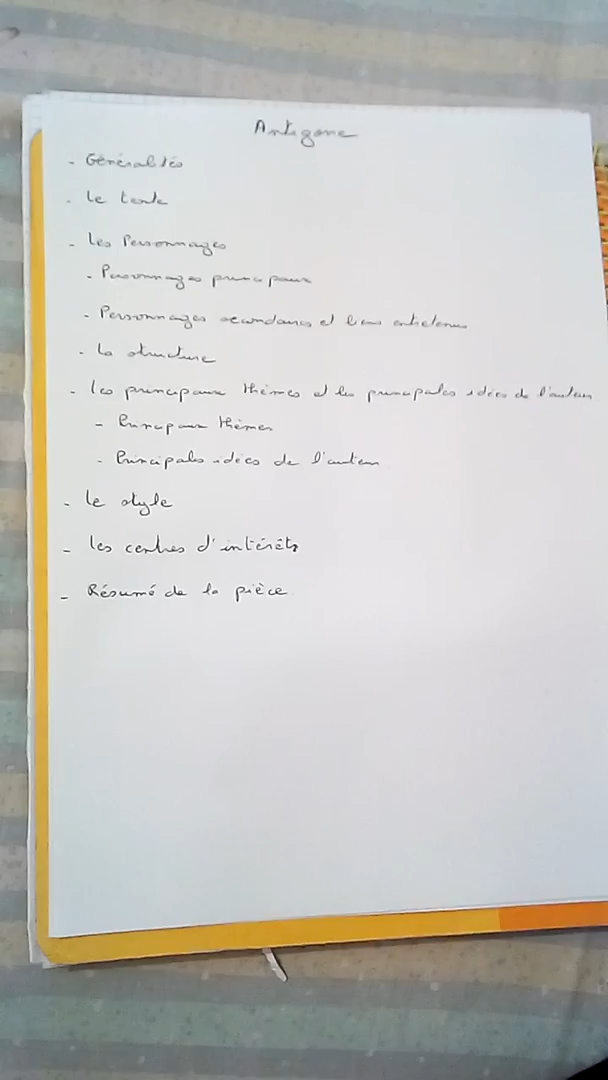 Antigone
- Généralités
- Le texte
- Les Personnages
- Personnages principaux
- Personnages secondaires et liens entretenus
- La structure
- Les principaux thèmes et les principales idées de l'auteur
- Principaux thèmes
- Principales idées de l'auteur
- Le style
- Les centres d'intérêts
- Résumé de la pièce